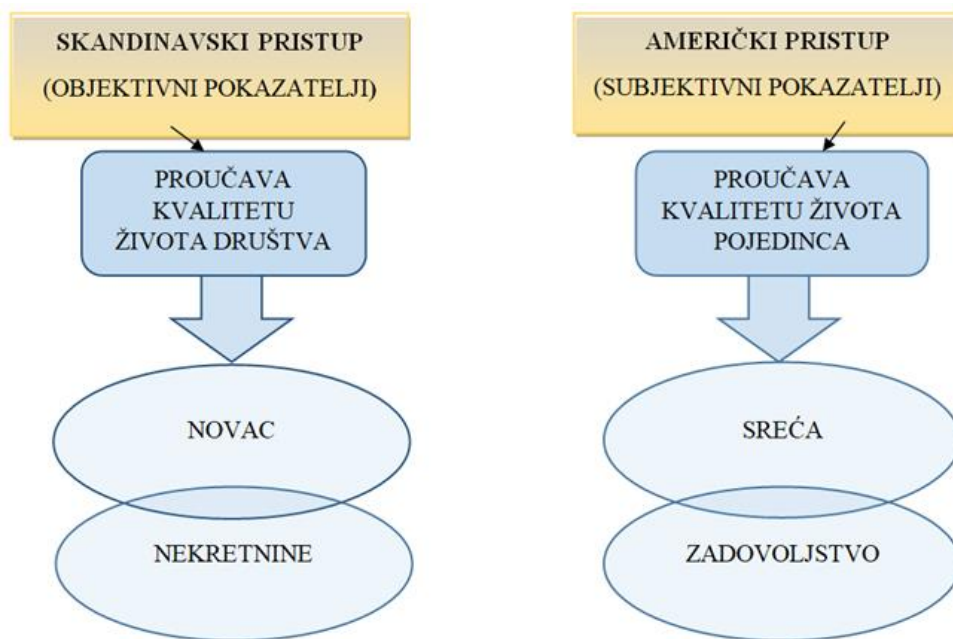 SKANDINAVSKI PRISTUP
(OBJEKTIVNI POKAZATELJI)
PROUČAVA
KVALITETU
ŽIVOTA DRUŠTVA
NOVAC
NEKRETNINE
AMERIČKI PRISTUP
(SUBJEKTIVNI POKAZATELJI)
PROUČAVA
KVALITETU ŽIVOTA
POJEDINCA
SREĆA
ZADOVOLJSTVO